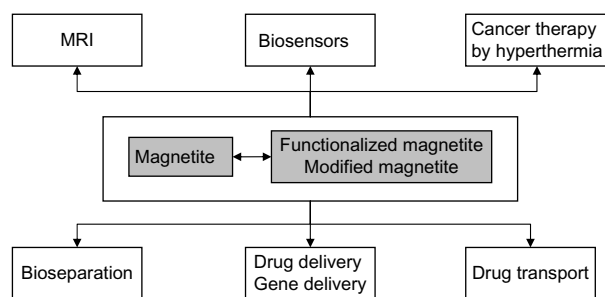 MRI
Biosensors
Cancer therapy
by hyperthermia
Magnetite
Functionalized magnetite
Modified magnetite
Bioseparation
Drug delivery
Gene delivery
Drug transport